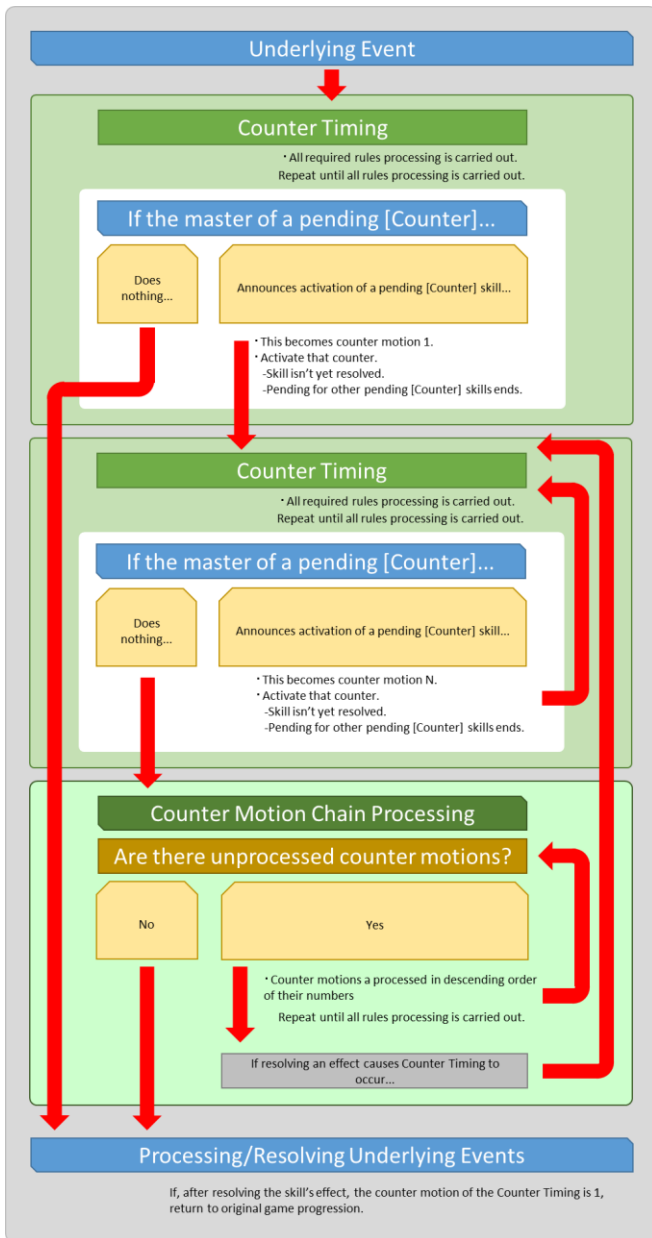 Underlying Event
Counter Timing
・All required rules processing is carried out.
Repeat until all rules processing is carried out.
If the master of a pending [Counter]...
Does
nothing...
Announces activation of a pending [Counter] skill...
・This becomes counter motion 1.
・Activate that counter.
-Skill isn't yet resolved.
-Pending for other pending [Counter] skills ends.
Counter Timing
・All required rules processing is carried out.
Repeat until all rules processing is carried out.
If the master of a pending [Counter]...
Does
nothing...
Announces activation of a pending [Counter] skill...
・This becomes counter motion N.
・Activate that counter.
-Skill isn't yet resolved.
-Pending for other pending [Counter] skills ends.
Counter Motion Chain Processing
Are there unprocessed counter motions?
No
Yes
・Counter motions a processed in descending order
of their numbers
Repeat until all rules processing is carried out.
If resolving an effect causes Counter Timing to
occur...
Processing/Resolving Underlying Events
If, after resolving the skill's effect, the counter motion of the Counter Timing is 1,
return to original game progression.